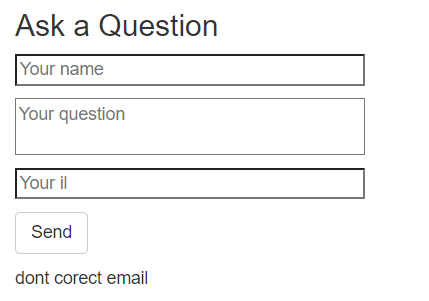 Ask a Question
Your name
Your question
Your il
Send
dont corect email